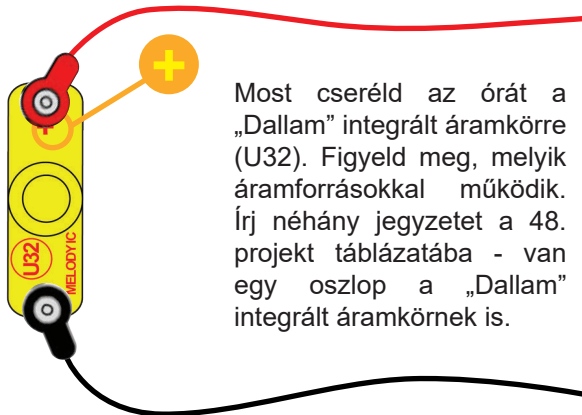 +
+
U32
MELODY IC
Most cseréld az órát a
„Dallam” integrált áramkörre
(U32). Figyeld meg, melyik
áramforrásokkal működik.
Írj néhány jegyzetet a 48.
projekt táblázatába - van
egy oszlop a „Dallam”
integrált áramkörnek is.